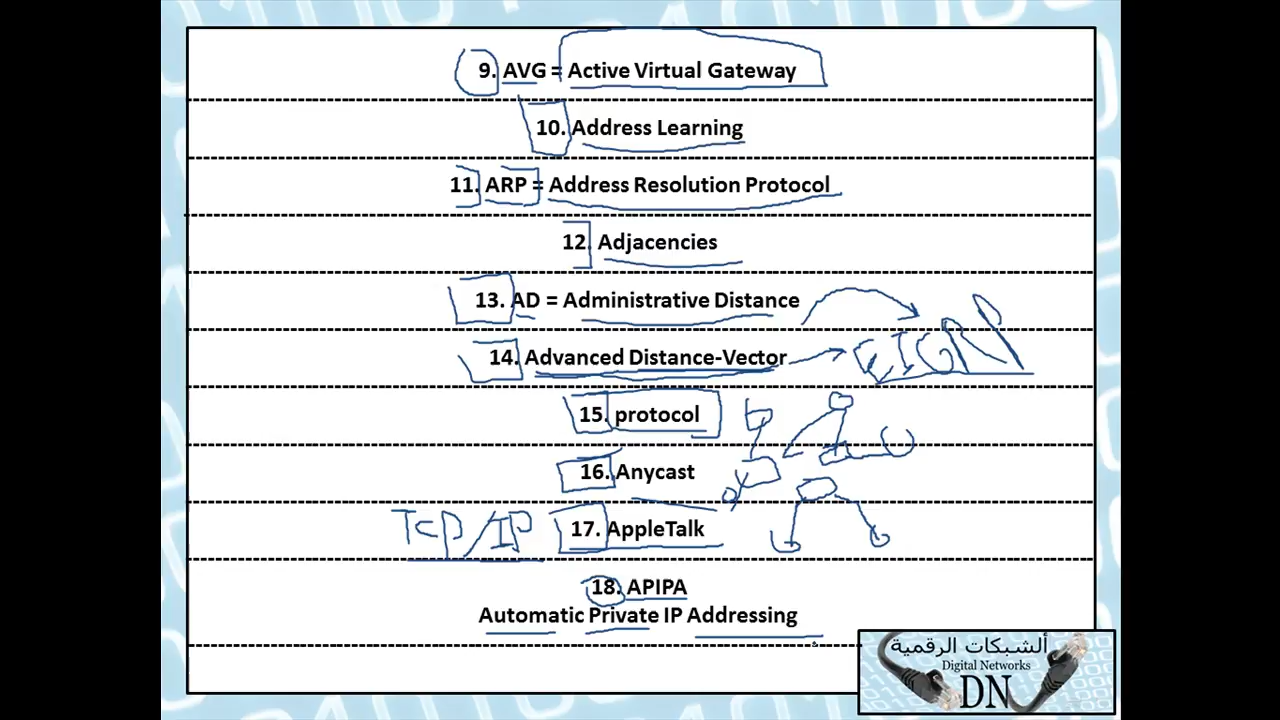 9. AVG = Active Virtual Gateway
10. Address Learning
11. ARP = Address Resolution Protocol
12. Adjacencies
13. AD = Administrative Distance
14. Advanced Distance-Vector
EIGRP
15. protocol
16. Anycast
TCP/IP
17. AppleTalk
18. APIPA
Automatic Private IP Addressing
ألشبكات الرقمية
Digital Networks
DN